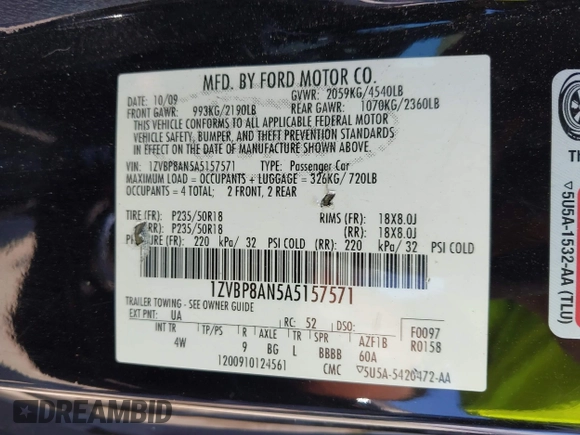 MFD. BY FORD MOTOR CO.
DATE: 10/09 GVWR: 2059KG/4540LB
FRONT GAWR: 993KG/2190LB REAR GAWR: 1070KG/2360LB
THIS VEHICLE CONFORMS TO ALL APPLICABLE FEDERAL MOTOR
VEHICLE SAFETY, BUMPER, AND THEFT PREVENTION STANDARDS
IN EFFECT ON THE DATE OF MANUFACTURE SHOWN ABOVE.
VIN: 1ZVBP8AN5A5157571 TYPE: Passenger Car
MAXIMUM LOAD = OCCUPANTS + LUGGAGE = 326KG/720LB
OCCUPANTS = 4 TOTAL; 2 FRONT, 2 REAR
TIRE (FR): P235/50R18 RIMS (FR): 18X8.0J
(RR): P235/50R18 (RR): 18X8.0J
PRESSURE (FR): 220 kPa/ 32 PSI COLD (RR): 220 kPa/ 32 PSI COLD
1ZVBP8AN5A5157571
TRAILER TOWING - SEE OWNER GUIDE
EXT PNT: UA RC: 52 DSO: F0097
INT TR TP/PS R AXLE TR AZF1B R0158
4W B 9 BG L BBBB 60A
1200910124561 CMC 5U5A-5420472-AA
5U5A-1532-AA (TLU)
DREAMBID